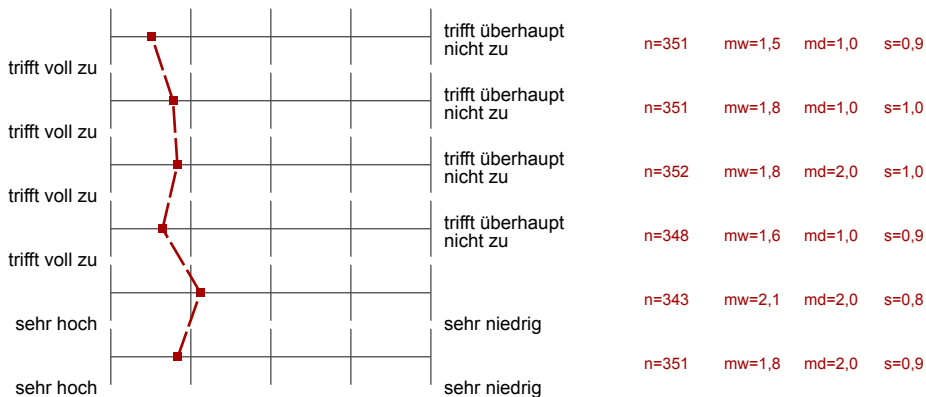 trifft voll zu
trifft überhaupt
nicht zu
n=351 mw=1,5 md=1,0 s=0,9
trifft voll zu
trifft überhaupt
nicht zu
n=351 mw=1,8 md=1,0 s=1,0
trifft voll zu
trifft überhaupt
nicht zu
n=352 mw=1,8 md=2,0 s=1,0
trifft voll zu
trifft überhaupt
nicht zu
n=348 mw=1,6 md=1,0 s=0,9
sehr hoch
sehr niedrig
n=343 mw=2,1 md=2,0 s=0,8
sehr hoch
sehr niedrig
n=351 mw=1,8 md=2,0 s=0,9